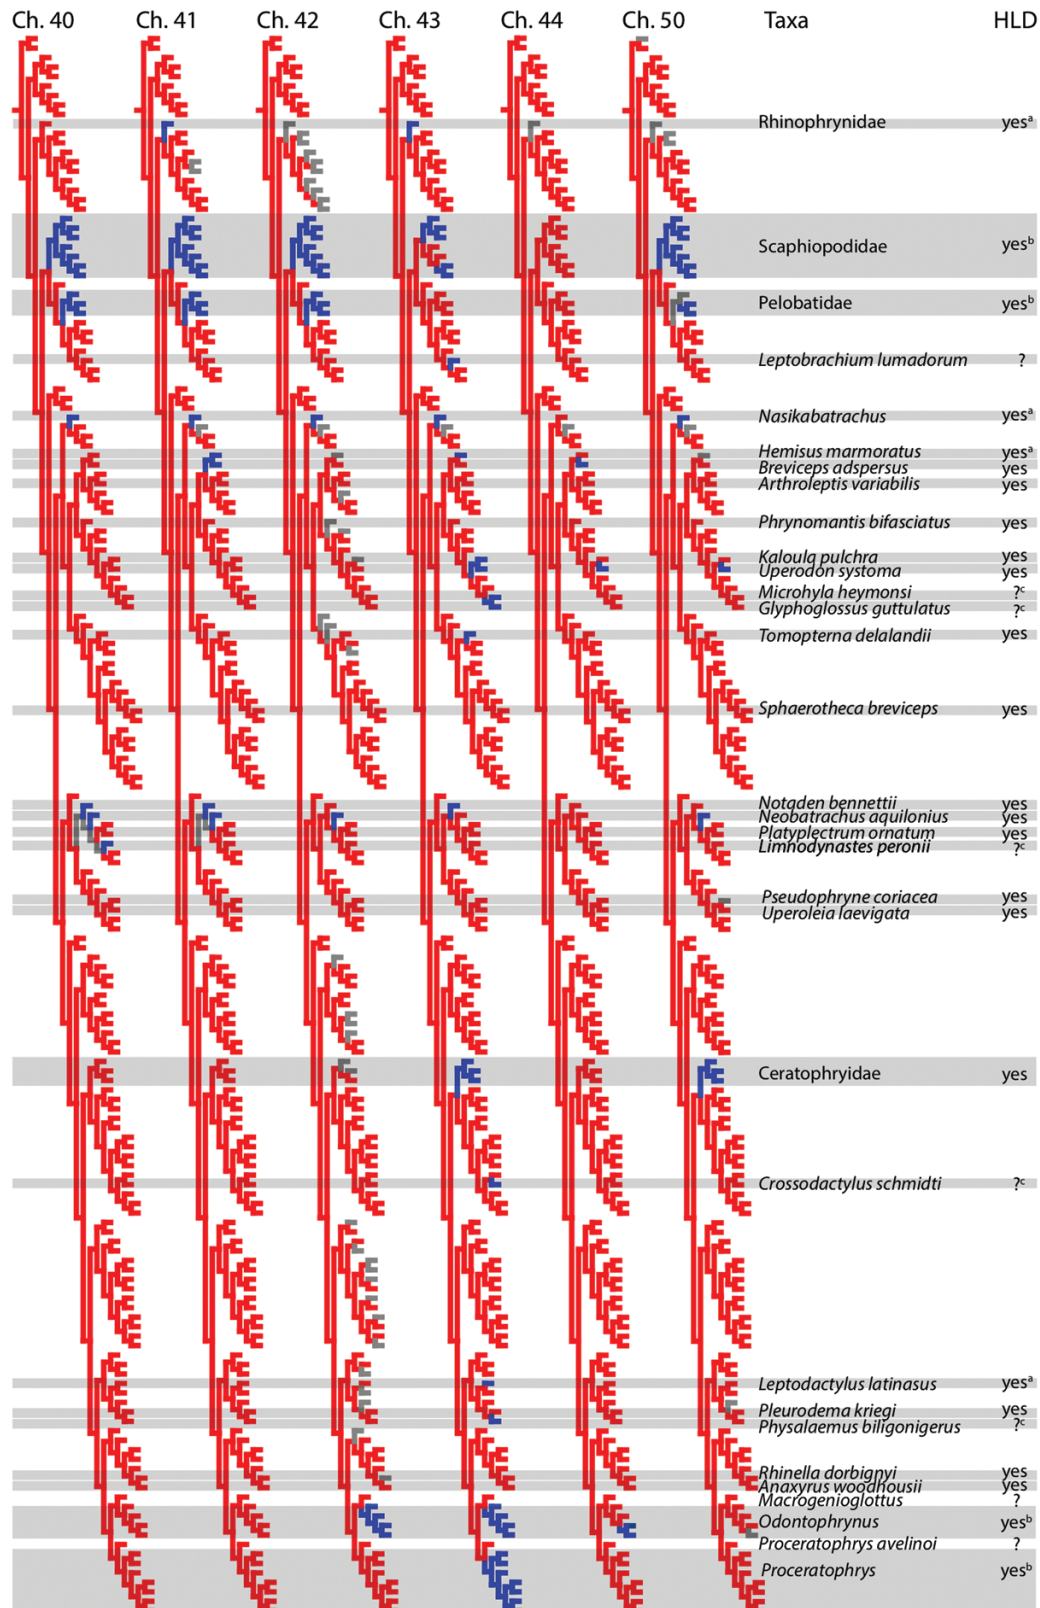 Ch. 40 Ch. 41 Ch. 42 Ch. 43 Ch. 44 Ch. 50 Taxa HLD
Rhinophrynidae yesᵃ
Scaphiopodidae yesᵇ
Pelobatidae yesᵇ
Leptobrachium lumadorum ?
Nasikabatrachus yesᵃ
Hemisus marmoratus yesᵃ
Breviceps adspersus yes
Arthroleptis variabilis yes
Phrynomantis bifasciatus yes
Kaloula pulchra yes
Uperodon systoma yes
Microhyla heymonsi ?ᶜ
Glyphoglossus guttulatus ?ᶜ
Tomopterna delalandii yes
Sphaerotheca breviceps yes
Notaden bennettii yes
Neobatrachus aquilonius yes
Platyplectrum ornatum yes
Limnodynastes peronii ?ᶜ
Pseudophryne coriacea yes
Uperoleia laevigata yes
Ceratophryidae yes
Crossodactylus schmidti ?ᶜ
Leptodactylus latinasus yesᵃ
Pleurodema kriegi yes
Physalaemus biligonigerus ?ᶜ
Rhinella dorbignyi yes
Anaxyrus woodhousii yes
Macrogenioglottus ?
Odontophrynus yesᵇ
Proceratophrys avelinoi ?
Proceratophrys yesᵇ